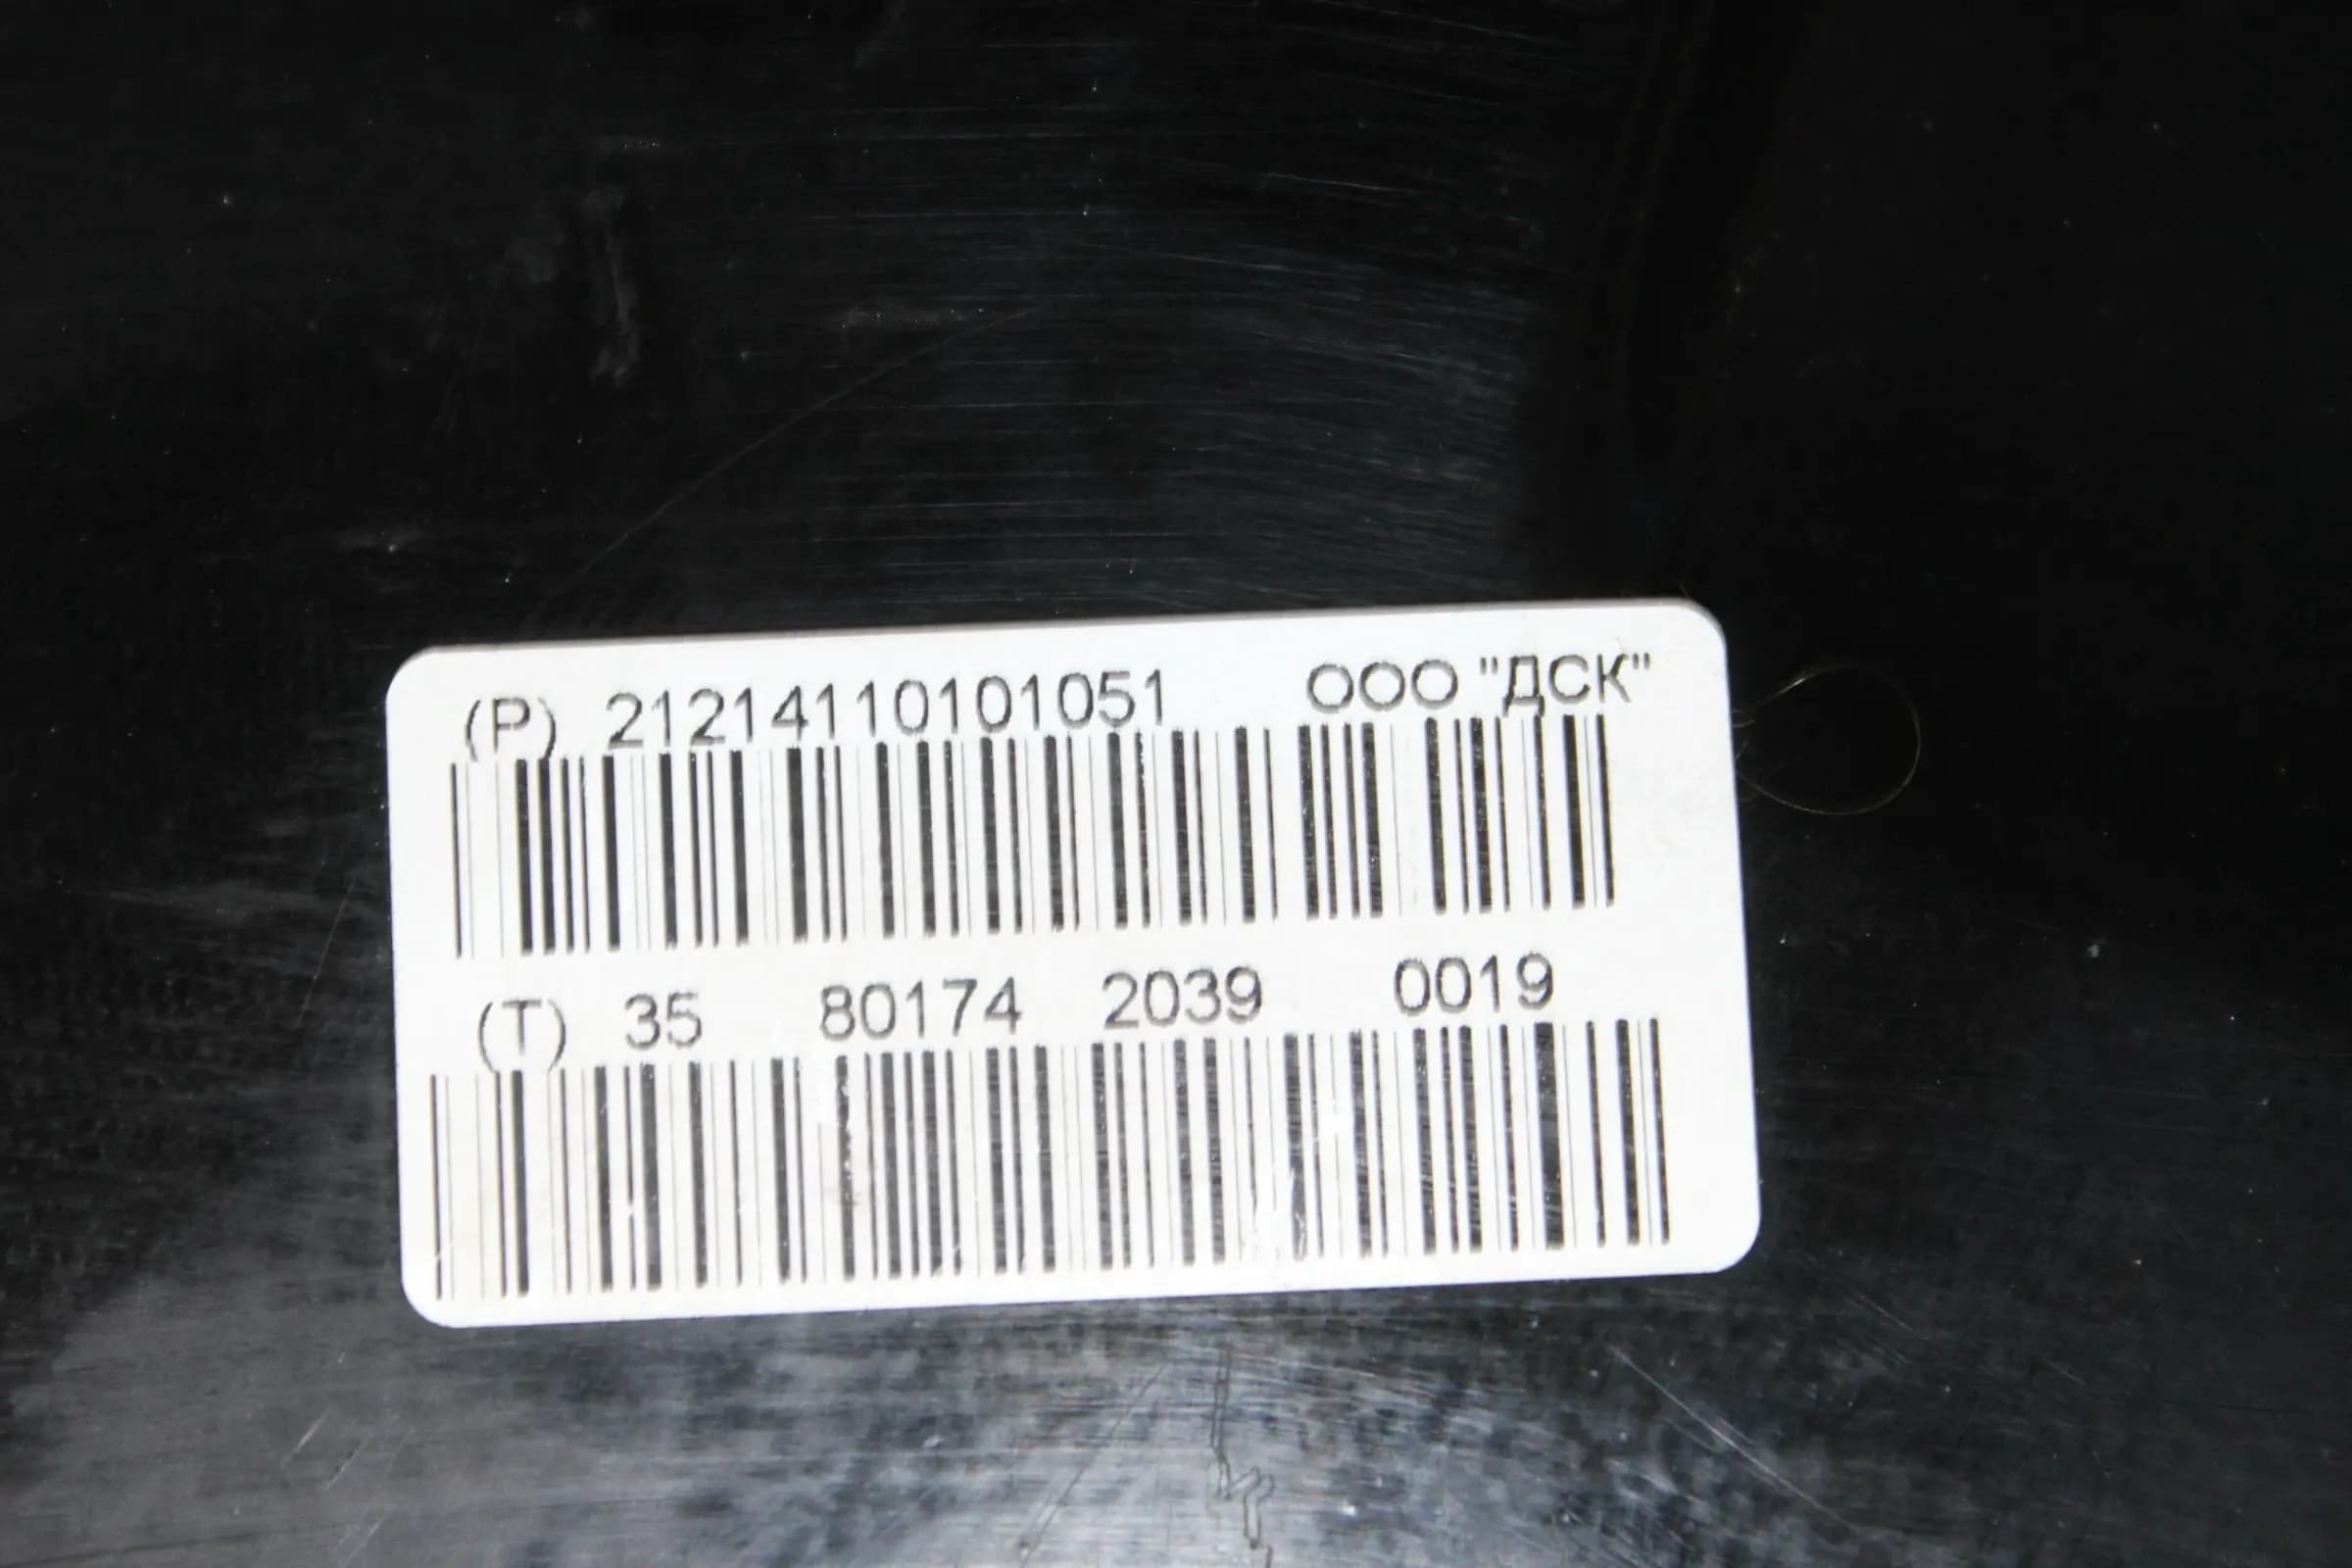 (P) 21214110101051 ООО "ДСК"
(T) 35 80174 2039 0019